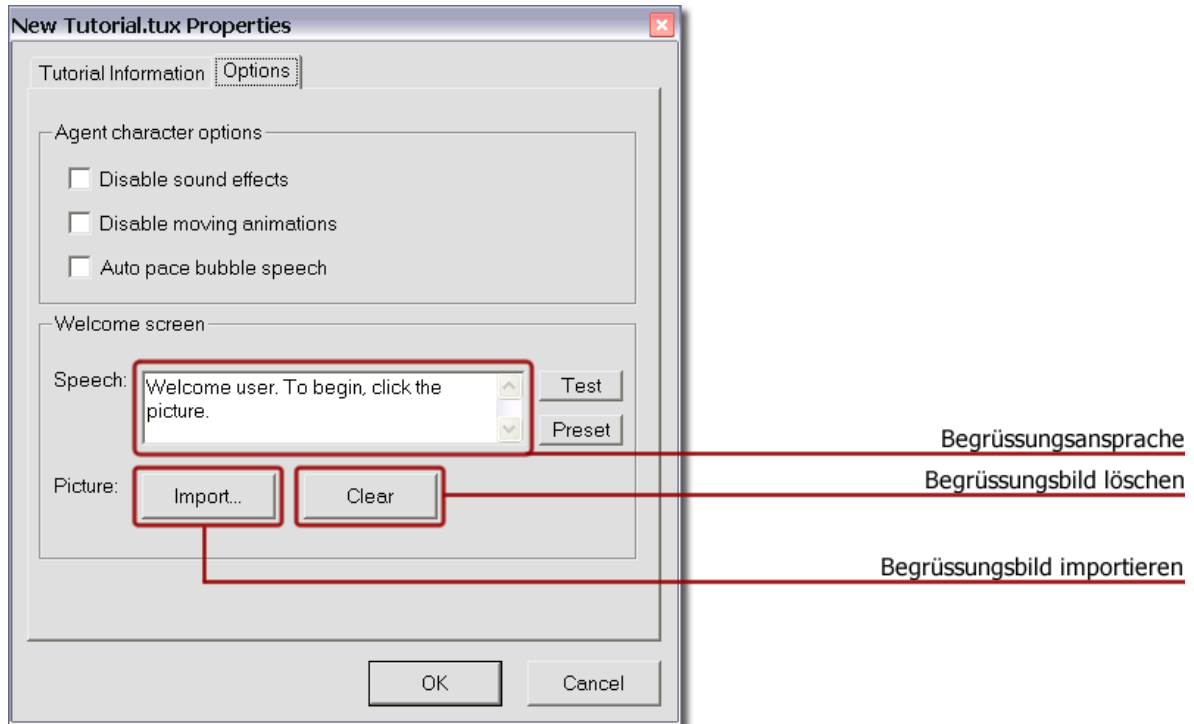 New Tutorial.tux Properties
Tutorial Information Options
Agent character options
Disable sound effects
Disable moving animations
Auto pace bubble speech
Welcome screen
Speech:
Welcome user. To begin, click the
picture.
Test
Preset
Begrüssungsansprache
Picture:
Import...
Clear
Begrüssungsbild löschen
Begrüssungsbild importieren
OK
Cancel